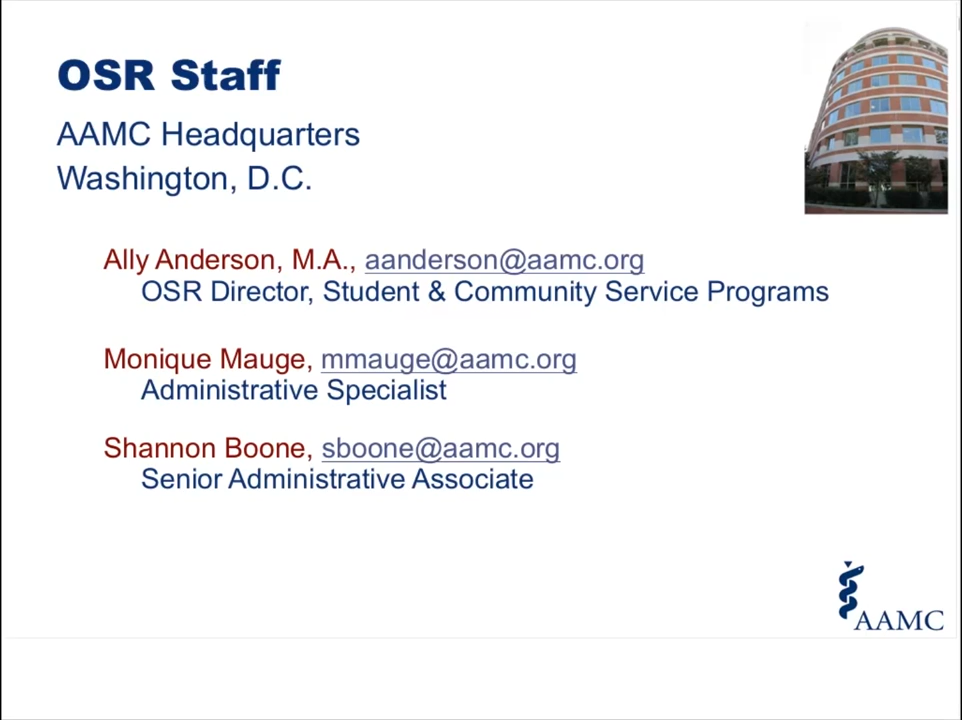 OSR Staff
AAMC Headquarters
Washington, D.C.
Ally Anderson, M.A., aanderson@aamc.org
OSR Director, Student & Community Service Programs
Monique Mauge, mmauge@aamc.org
Administrative Specialist
Shannon Boone, sboone@aamc.org
Senior Administrative Associate
AAMC